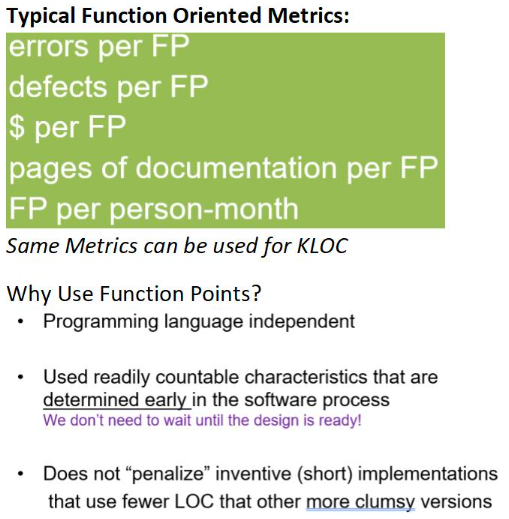 Typical Function Oriented Metrics:
errors per FP
defects per FP
$ per FP
pages of documentation per FP
FP per person-month
Same Metrics can be used for KLOC
Why Use Function Points?
• Programming language independent
• Used readily countable characteristics that are
determined early in the software process
We don't need to wait until the design is ready!
• Does not “penalize” inventive (short) implementations
that use fewer LOC that other more clumsy versions